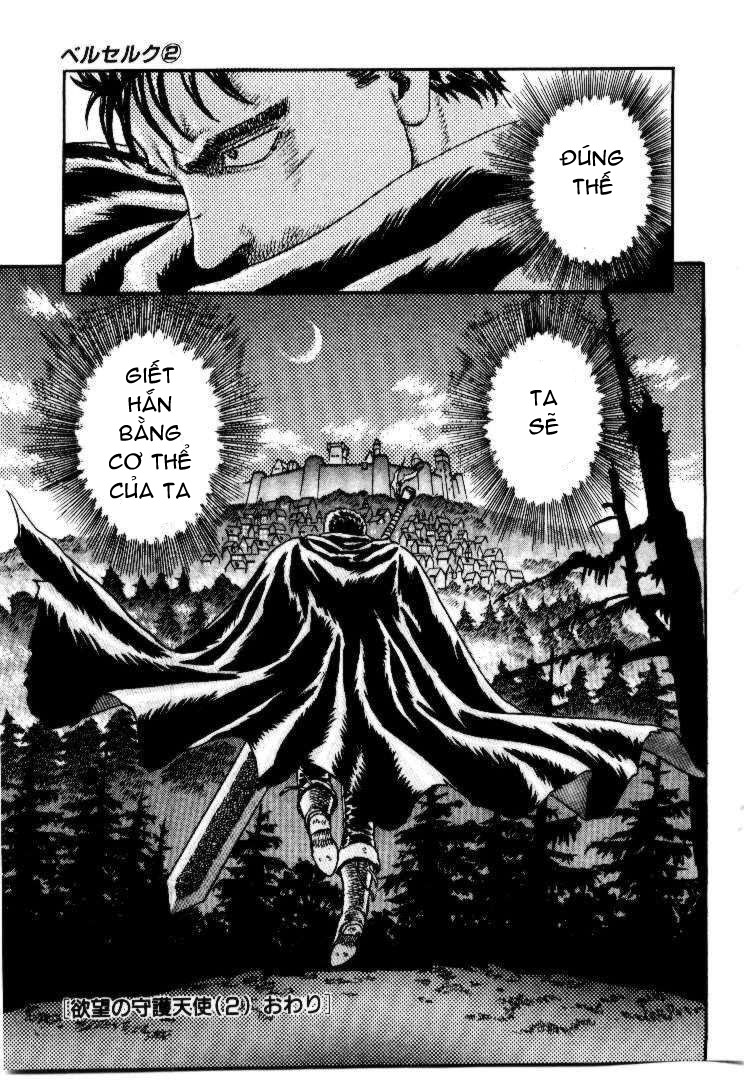 ベルセルク②
ĐÚNG
THẾ
TA
SẼ
GIẾT
HẮN
BẰNG
CƠ THỂ
CỦA TA
[欲望の守護天使(2) おわり]